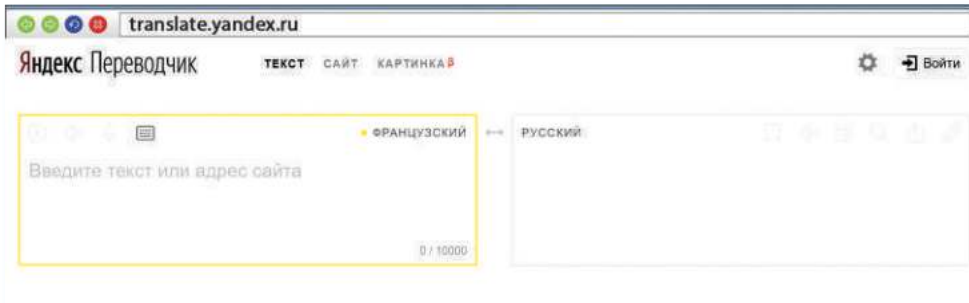 translate.yandex.ru
Яндекс Переводчик ТЕКСТ САЙТ КАРТИНКА β Войти
ФРАНЦУЗСКИЙ ↔ РУССКИЙ
Введите текст или адрес сайта
0 / 10000